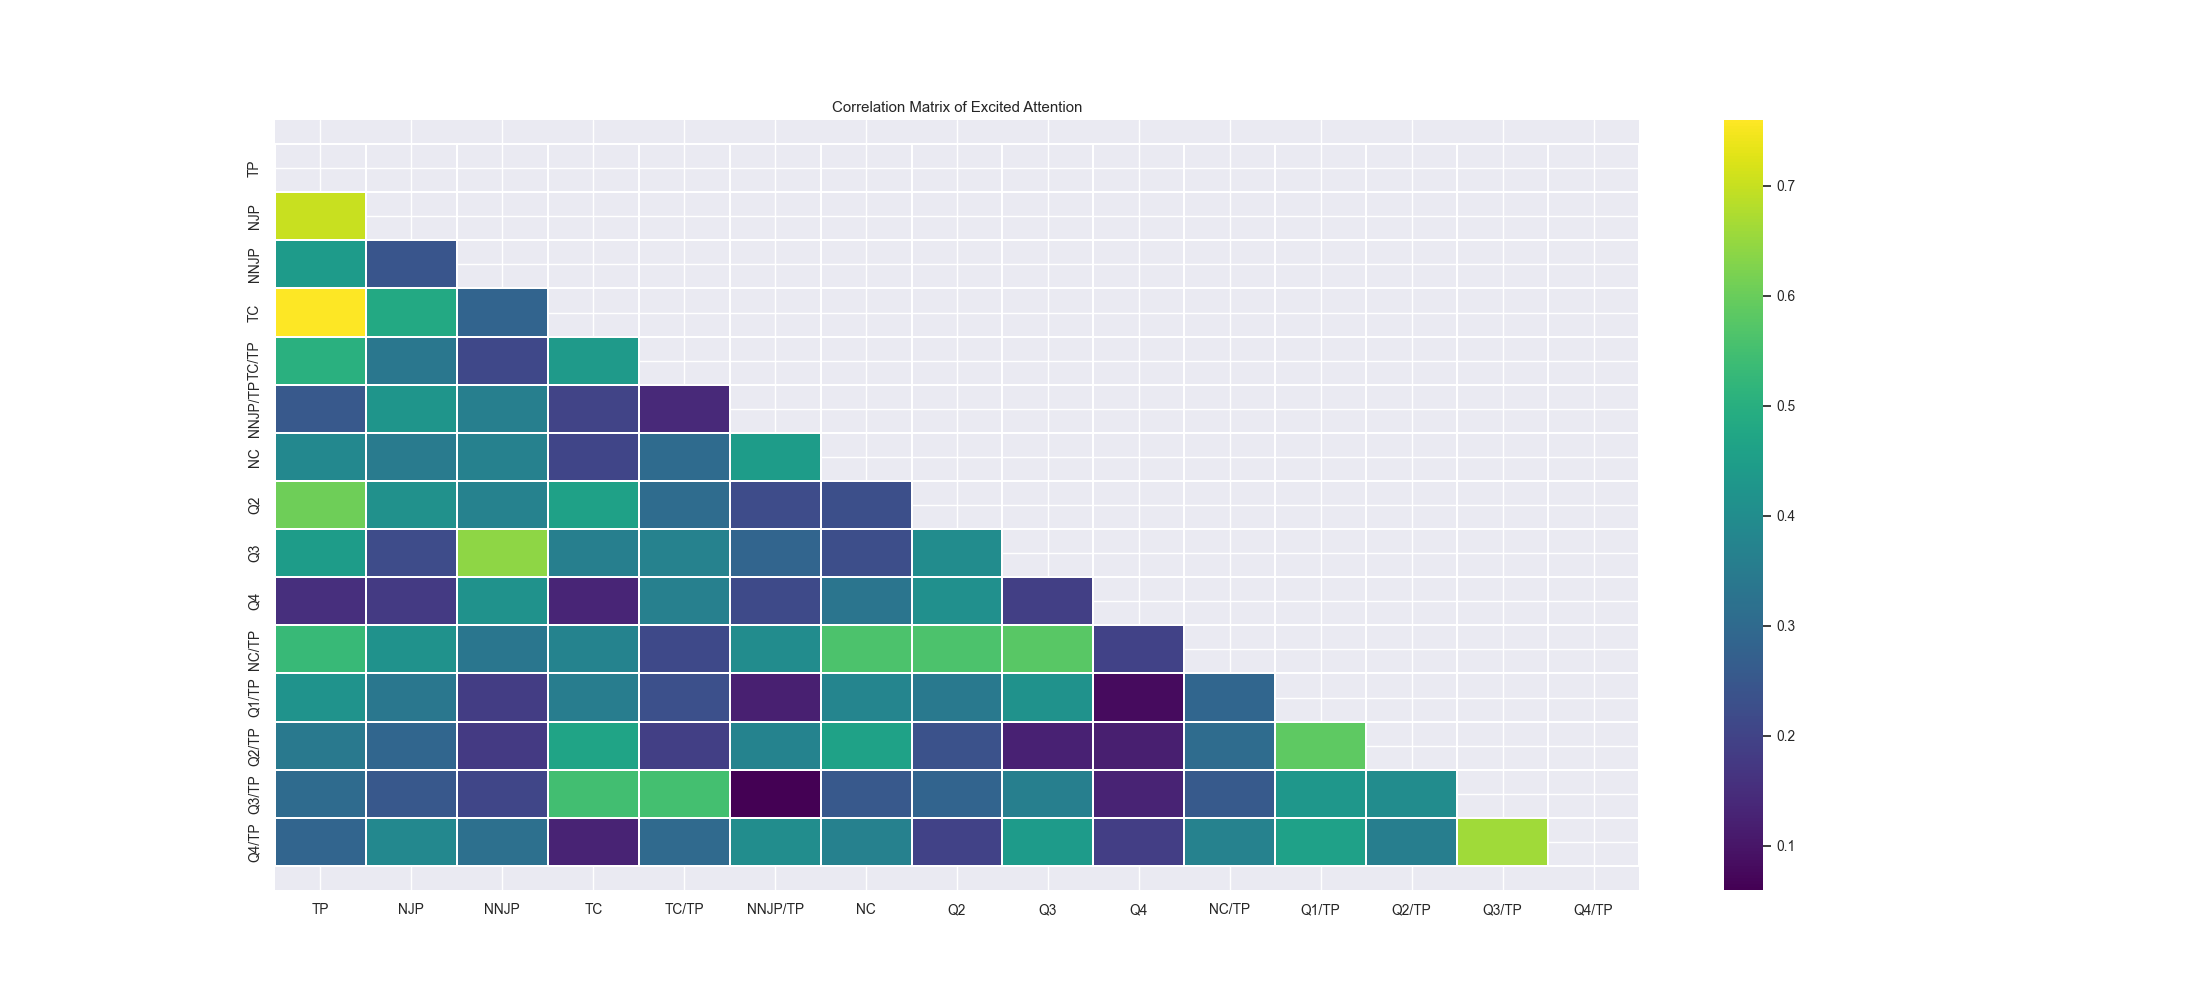 Correlation Matrix of Excited Attention
TP
NJP
NNJP
TC
TC/TP
NNJP/TP
NC
Q2
Q3
Q4
NC/TP
Q1/TP
Q2/TP
Q3/TP
Q4/TP
TP NJP NNJP TC TC/TP NNJP/TP NC Q2 Q3 Q4 NC/TP Q1/TP Q2/TP Q3/TP Q4/TP
0.7
0.6
0.5
0.4
0.3
0.2
0.1